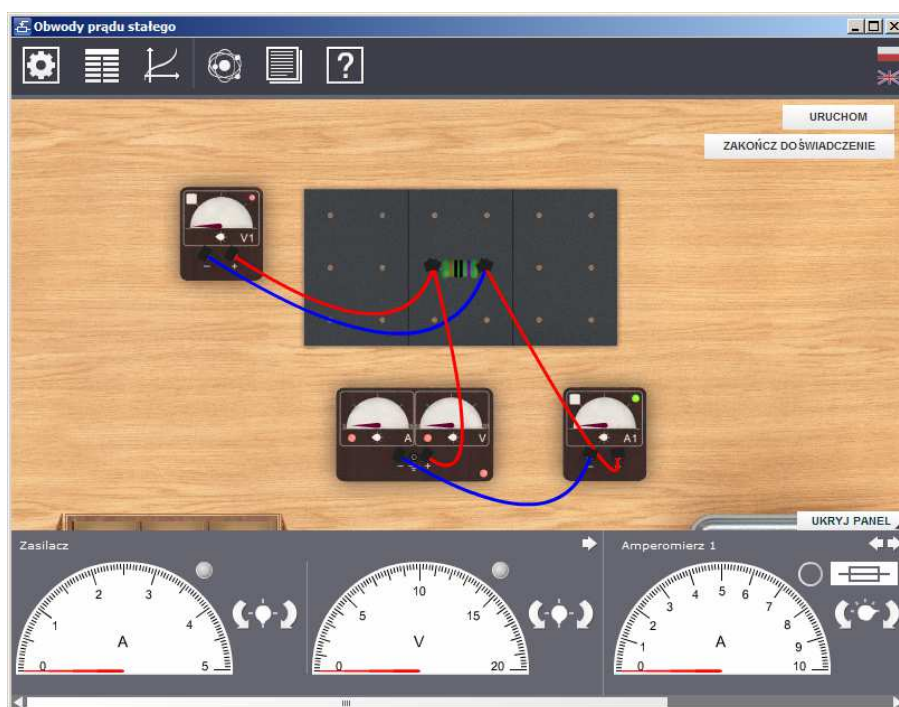 Obwody prądu stałego
URUCHOM
ZAKOŃCZ DOŚWIADCZENIE
V1
- +
A V
- +
A1
-
UKRYJ PANEL
Zasilacz
Amperomierz 1
0 1 2 3 4 5
A
0 5 10 15 20
V
0 1 2 3 4 5 6 7 8 9 10
A